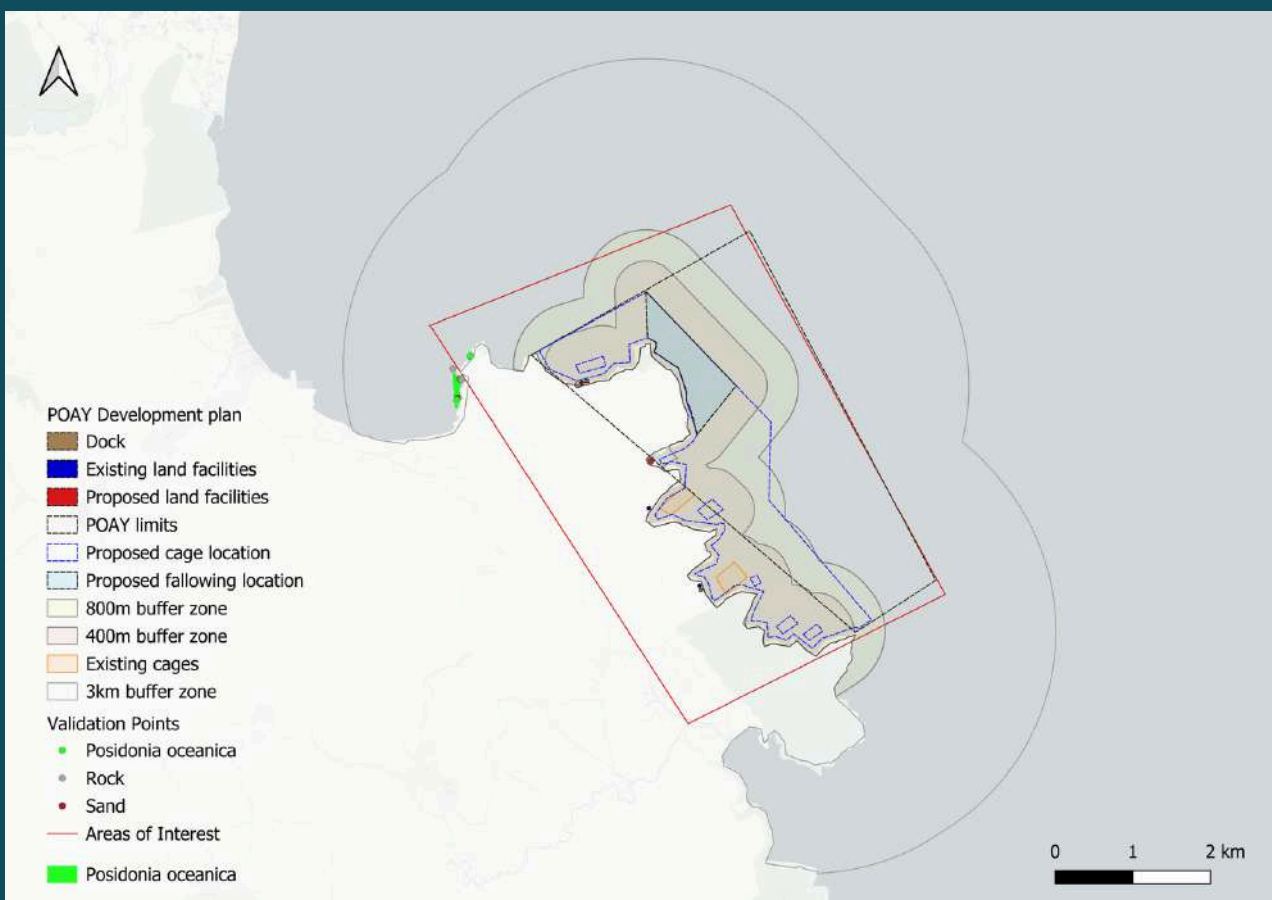 POAY Development plan
Dock
Existing land facilities
Proposed land facilities
POAY limits
Proposed cage location
Proposed fallowing location
800m buffer zone
400m buffer zone
Existing cages
3km buffer zone
Validation Points
Posidonia oceanica
Rock
Sand
Areas of Interest
Posidonia oceanica
0 1 2 km